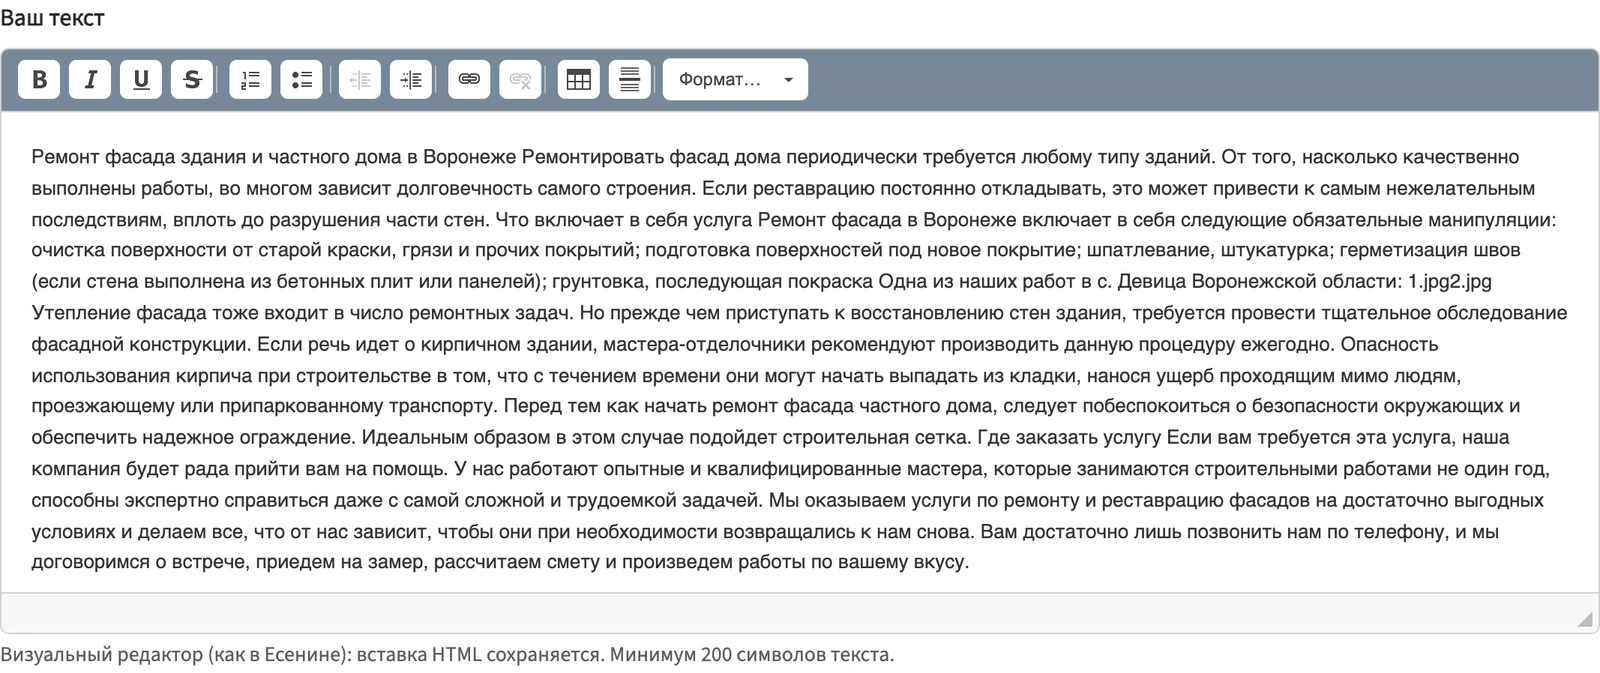 Ваш текст
B I U S Формат...
Ремонт фасада здания и частного дома в Воронеже Ремонтировать фасад дома периодически требуется любому типу зданий. От того, насколько качественно
выполнены работы, во многом зависит долговечность самого строения. Если реставрацию постоянно откладывать, это может привести к самым нежелательным
последствиям, вплоть до разрушения части стен. Что включает в себя услуга Ремонт фасада в Воронеже включает в себя следующие обязательные манипуляции:
очистка поверхности от старой краски, грязи и прочих покрытий; подготовка поверхностей под новое покрытие; шпатлевание, штукатурка; герметизация швов
(если стена выполнена из бетонных плит или панелей); грунтовка, последующая покраска Одна из наших работ в с. Девица Воронежской области: 1.jpg2.jpg
Утепление фасада тоже входит в число ремонтных задач. Но прежде чем приступать к восстановлению стен здания, требуется провести тщательное обследование
фасадной конструкции. Если речь идет о кирпичном здании, мастера-отделочники рекомендуют производить данную процедуру ежегодно. Опасность
использования кирпича при строительстве в том, что с течением времени они могут начать выпадать из кладки, нанося ущерб проходящим мимо людям,
проезжающему или припаркованному транспорту. Перед тем как начать ремонт фасада частного дома, следует побеспокоиться о безопасности окружающих и
обеспечить надежное ограждение. Идеальным образом в этом случае подойдет строительная сетка. Где заказать услугу Если вам требуется эта услуга, наша
компания будет рада прийти вам на помощь. У нас работают опытные и квалифицированные мастера, которые занимаются строительными работами не один год,
способны экспертно справиться даже с самой сложной и трудоемкой задачей. Мы оказываем услуги по ремонту и реставрацию фасадов на достаточно выгодных
условиях и делаем все, что от нас зависит, чтобы они при необходимости возвращались к нам снова. Вам достаточно лишь позвонить нам по телефону, и мы
договоримся о встрече, приедем на замер, рассчитаем смету и произведем работы по вашему вкусу.
Визуальный редактор (как в Есенине): вставка HTML сохраняется. Минимум 200 символов текста.